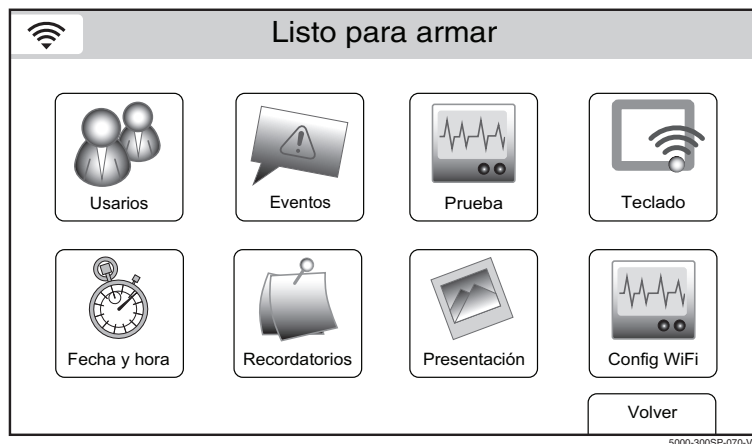 Listo para armar
Usarios
Eventos
Prueba
Teclado
Fecha y hora
Recordatorios
Presentación
Config WiFi
Volver